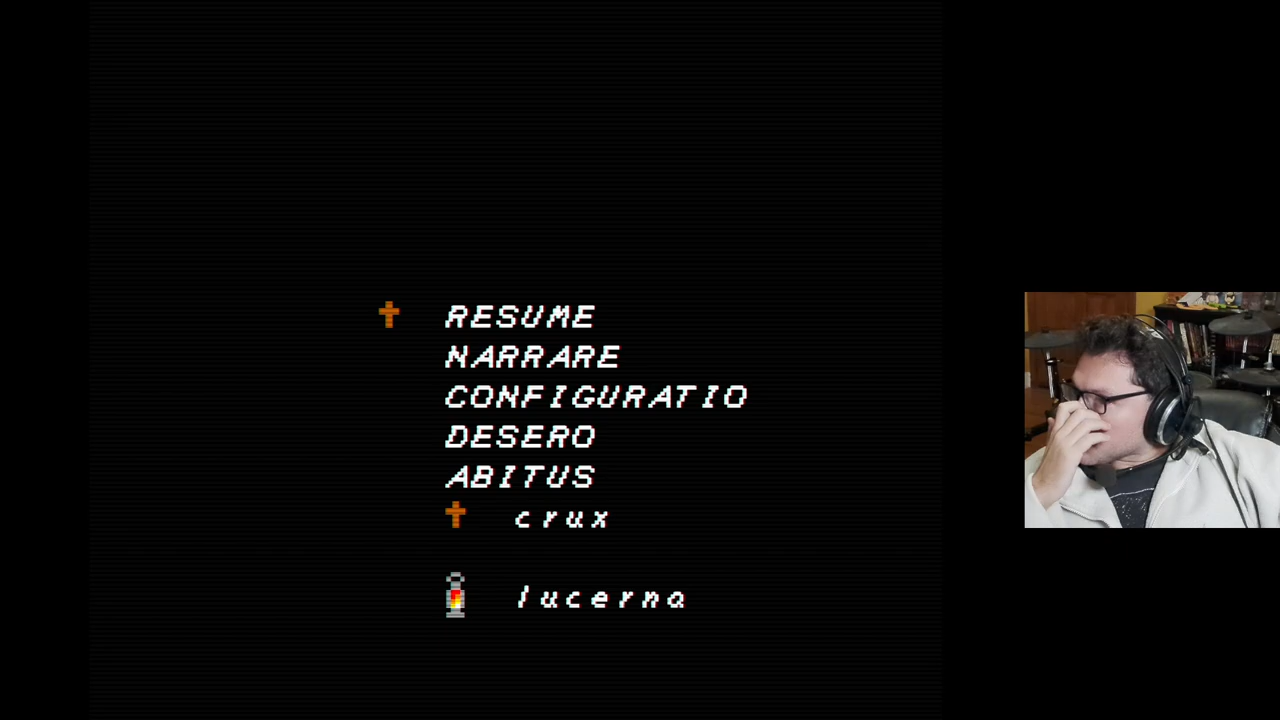 RESUME
NARRARE
CONFIGURATIO
DESERO
ABITUS
crux
lucerna